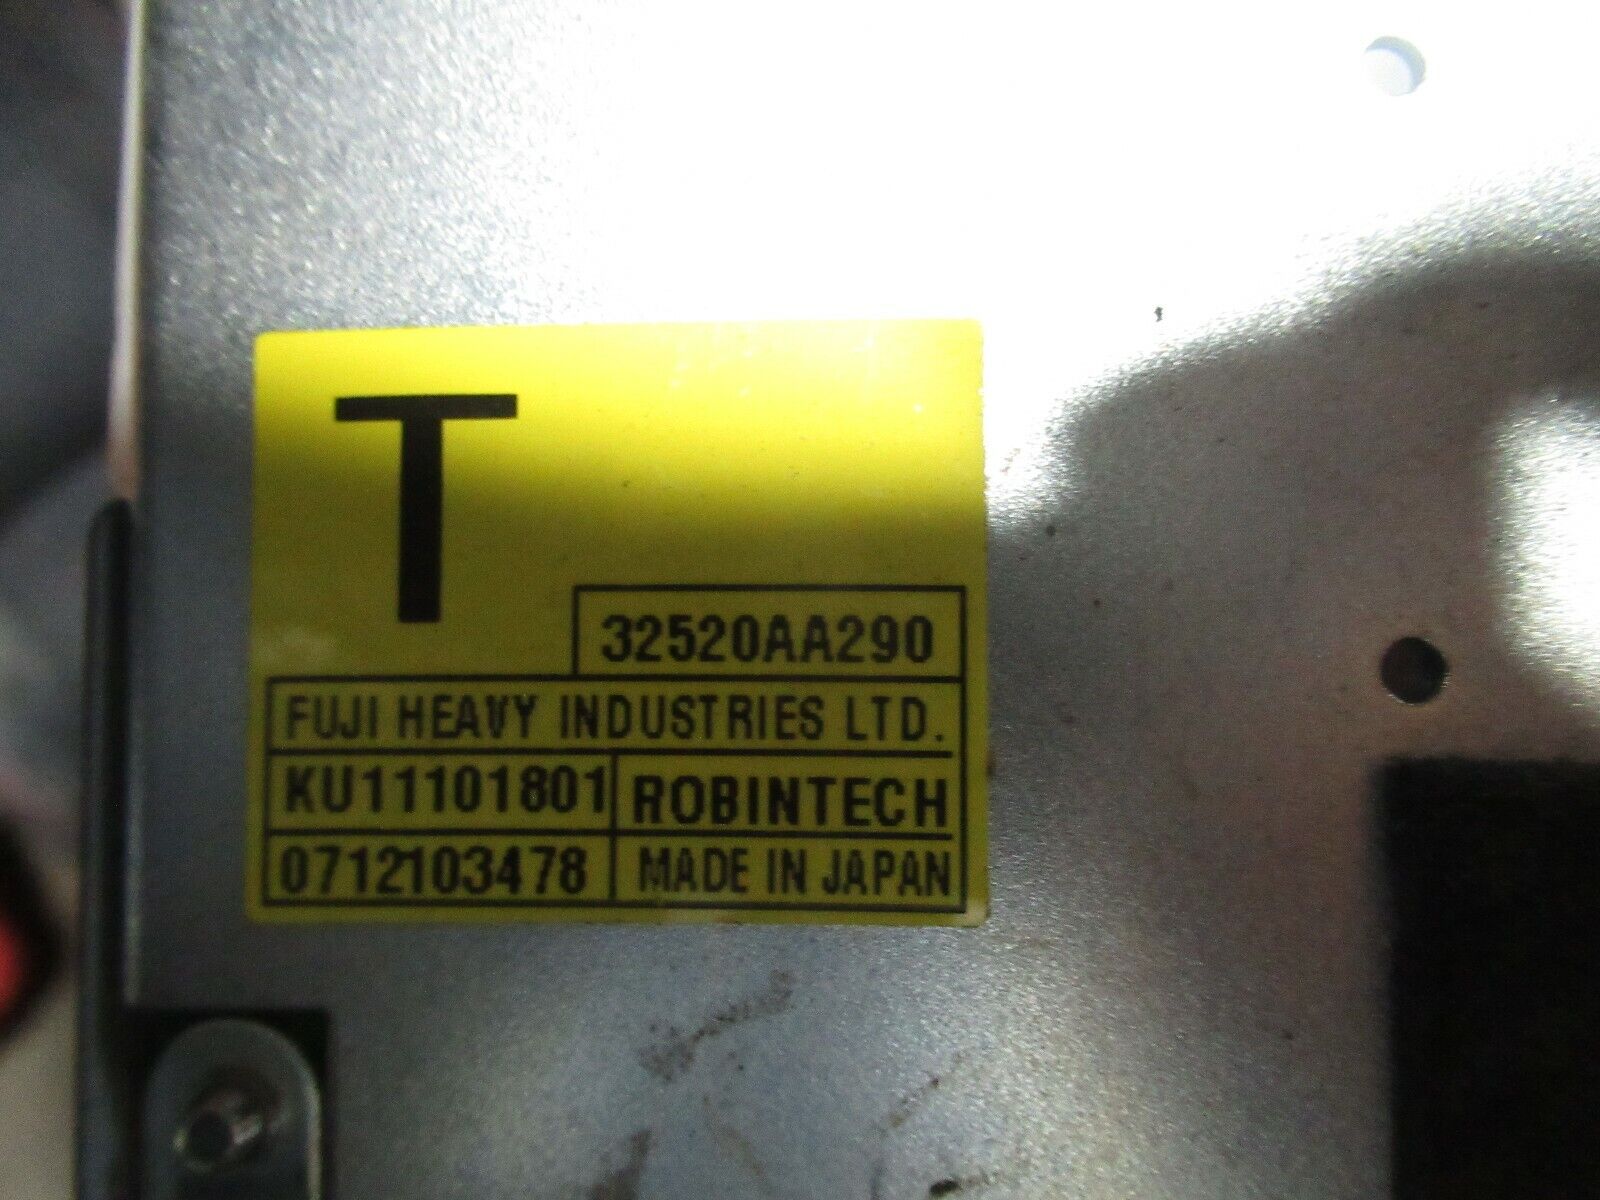 T
32520AA290
FUJI HEAVY INDUSTRIES LTD.
KU11101801 ROBINTECH
0712103478 MADE IN JAPAN